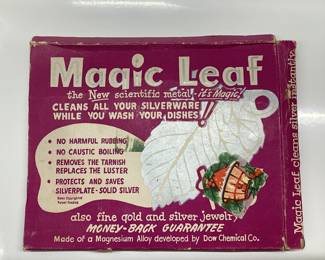 Magic Leaf
the New scientific metal - it's Magic!
CLEANS ALL YOUR SILVERWARE
WHILE YOU WASH YOUR DISHES!
• NO HARMFUL RUBBING
• NO CAUSTIC BOILING
• REMOVES THE TARNISH
REPLACES THE LUSTER
• PROTECTS AND SAVES
SILVERPLATE - SOLID SILVER
also fine gold and silver jewelry
MONEY-BACK GUARANTEE
Made of a Magnesium Alloy developed by Dow Chemical Co.
Magic Leaf cleans silver instantly.